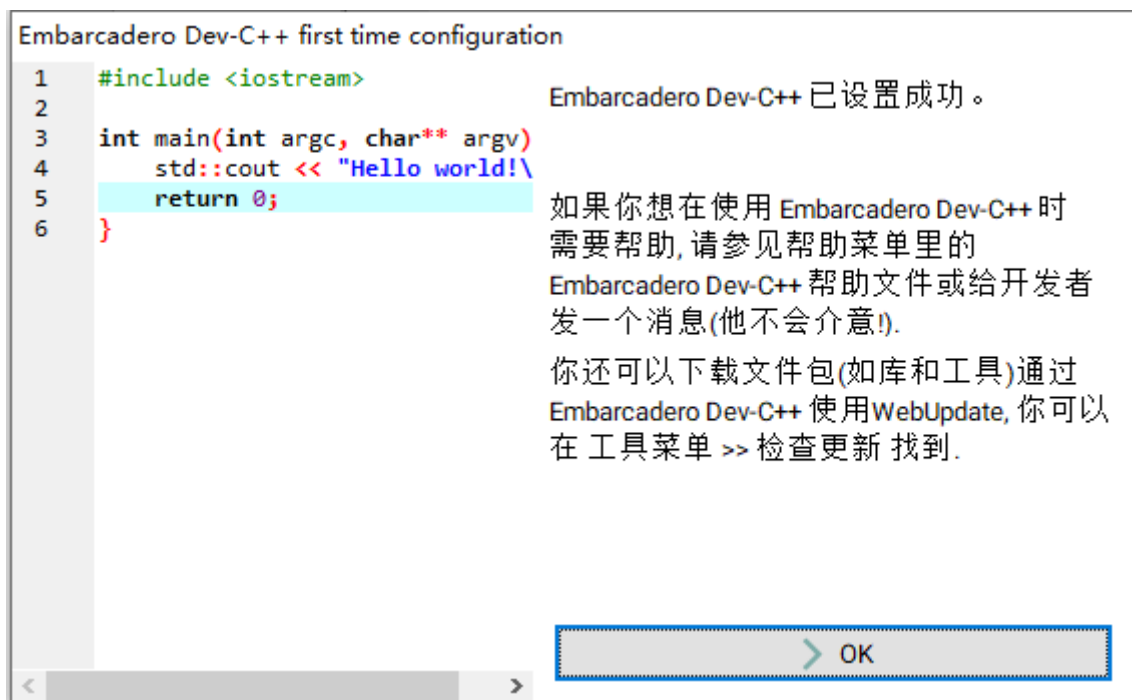 Embarcadero Dev-C++ first time configuration
1 #include <iostream>
2
3 int main(int argc, char** argv)
4 std::cout << "Hello world!\
5 return 0;
6 }
Embarcadero Dev-C++ 已设置成功。
如果你想在使用 Embarcadero Dev-C++ 时
需要帮助, 请参见帮助菜单里的
Embarcadero Dev-C++ 帮助文件或给开发者
发一个消息(他不会介意!).
你还可以下载文件包(如库和工具)通过
Embarcadero Dev-C++ 使用WebUpdate, 你可以
在 工具菜单 >> 检查更新 找到.
OK